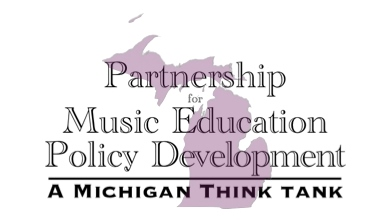 Partnership
for
Music Education
Policy Development
A Michigan Think tank